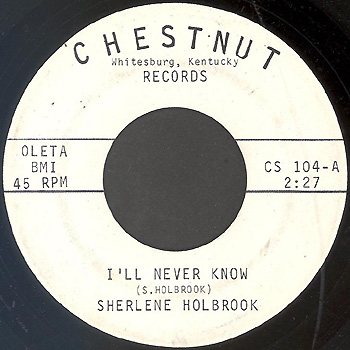 CHESTNUT
Whitesburg, Kentucky
RECORDS
OLETA
BMI
45 RPM
CS 104-A
2:27
I'LL NEVER KNOW
(S.HOLBROOK)
SHERLENE HOLBROOK